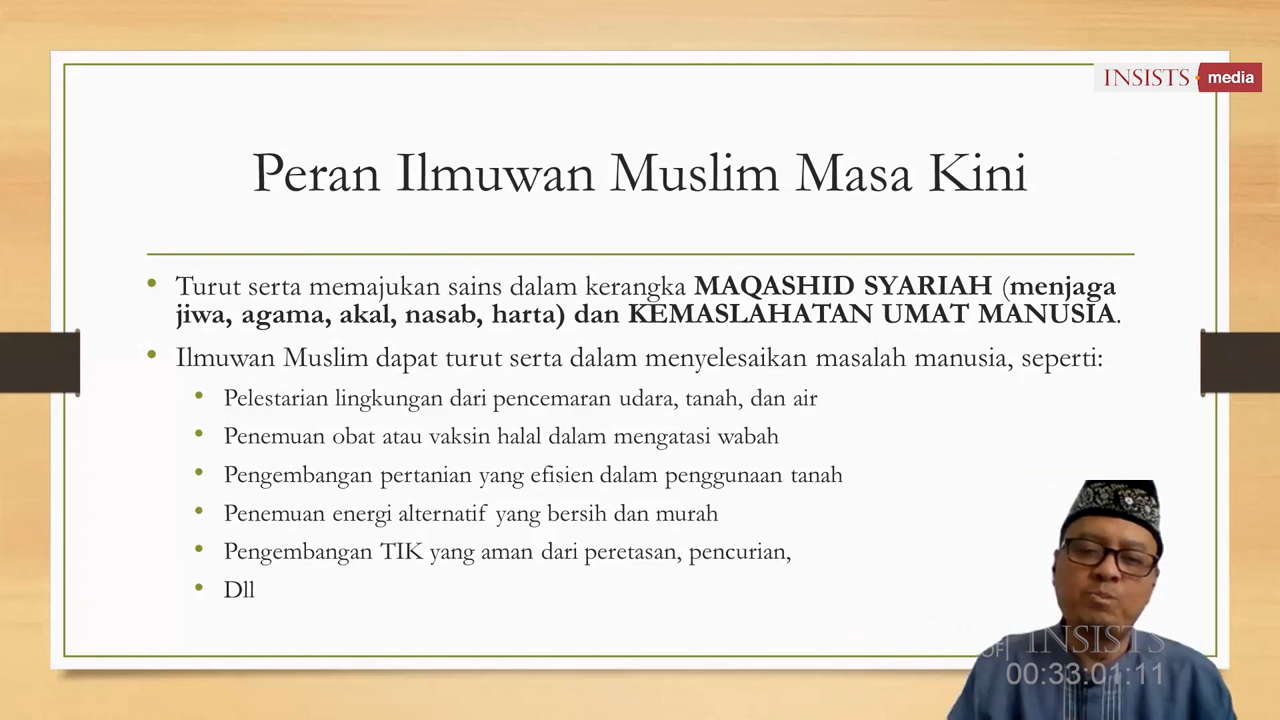 INSISTS media
Peran Ilmuwan Muslim Masa Kini
• Turut serta memajukan sains dalam kerangka MAQASHID SYARIAH (menjaga
jiwa, agama, akal, nasab, harta) dan KEMASLAHATAN UMAT MANUSIA.
• Ilmuwan Muslim dapat turut serta dalam menyelesaikan masalah manusia, seperti:
• Pelestarian lingkungan dari pencemaran udara, tanah, dan air
• Penemuan obat atau vaksin halal dalam mengatasi wabah
• Pengembangan pertanian yang efisien dalam penggunaan tanah
• Penemuan energi alternatif yang bersih dan murah
• Pengembangan TIK yang aman dari peretasan, pencurian,
• Dll
OF INSISTS
00:33:01:11